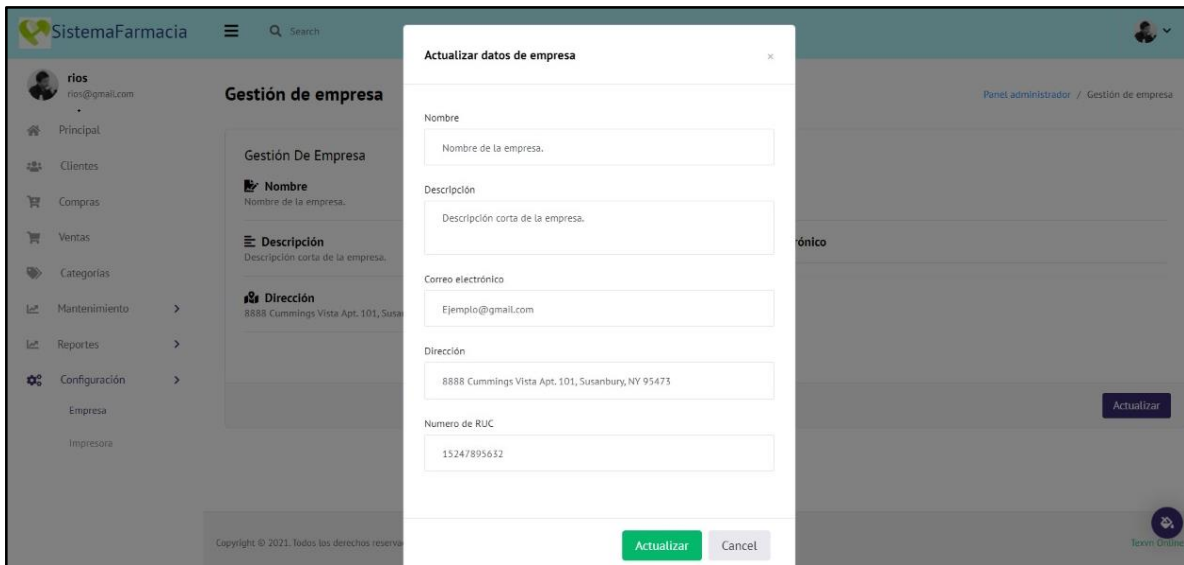 SistemaFarmacia
Search
rios
rios@gmail.com
Principal
Clientes
Compras
Ventas
Categorías
Mantenimiento
Reportes
Configuración
Empresa
Impresora
Gestión de empresa
Panel administrador / Gestión de empresa
Gestión De Empresa
Nombre
Nombre de la empresa.
Descripción
Descripción corta de la empresa.
Dirección
8888 Cummings Vista Apt. 101, Susan
rónico
Actualizar
Copyright © 2021. Todos los derechos reserva
Actualizar datos de empresa
×
Nombre
Nombre de la empresa.
Descripción
Descripción corta de la empresa.
Correo electrónico
Ejemplo@gmail.com
Dirección
8888 Cummings Vista Apt. 101, Susanbury, NY 95473
Numero de RUC
15247895632
Actualizar
Cancel